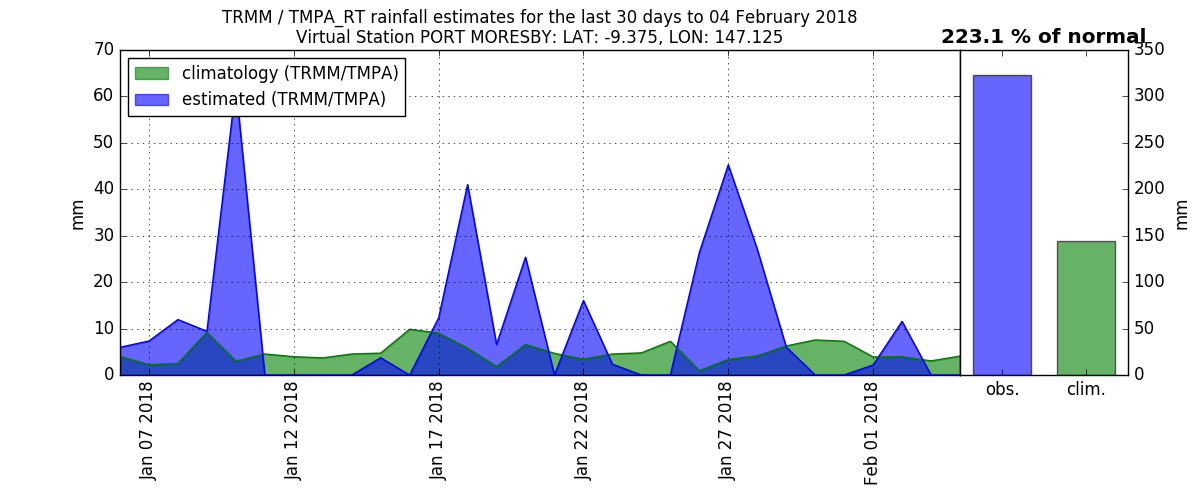 TRMM / TMPA_RT rainfall estimates for the last 30 days to 04 February 2018
Virtual Station PORT MORESBY: LAT: -9.375, LON: 147.125
223.1 % of normal
climatology (TRMM/TMPA)
estimated (TRMM/TMPA)
70
60
50
40
30
20
10
0
mm
Jan 07 2018
Jan 12 2018
Jan 17 2018
Jan 22 2018
Jan 27 2018
Feb 01 2018
350
300
250
200
150
100
50
0
mm
obs.
clim.